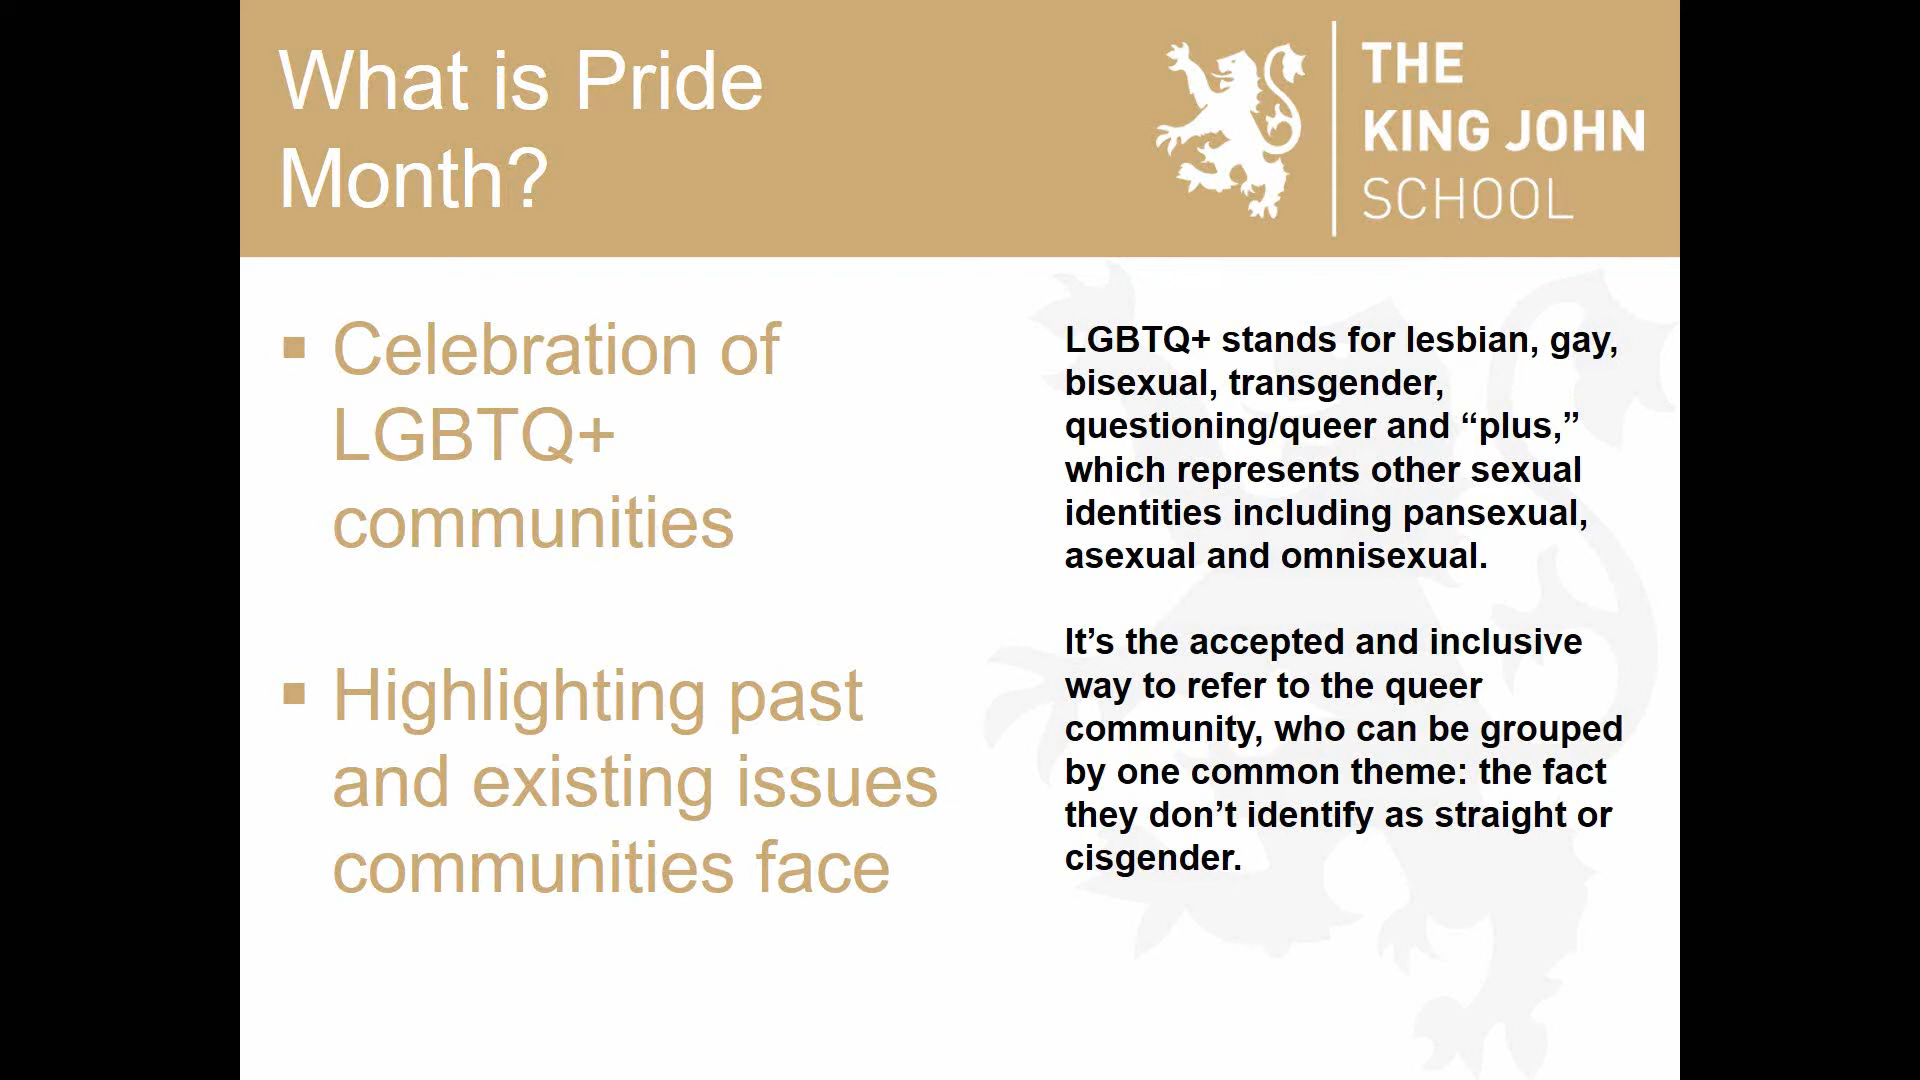 What is Pride
Month?
THE
KING JOHN
SCHOOL
▪ Celebration of
LGBTQ+
communities
▪ Highlighting past
and existing issues
communities face
LGBTQ+ stands for lesbian, gay,
bisexual, transgender,
questioning/queer and “plus,”
which represents other sexual
identities including pansexual,
asexual and omnisexual.
It’s the accepted and inclusive
way to refer to the queer
community, who can be grouped
by one common theme: the fact
they don’t identify as straight or
cisgender.